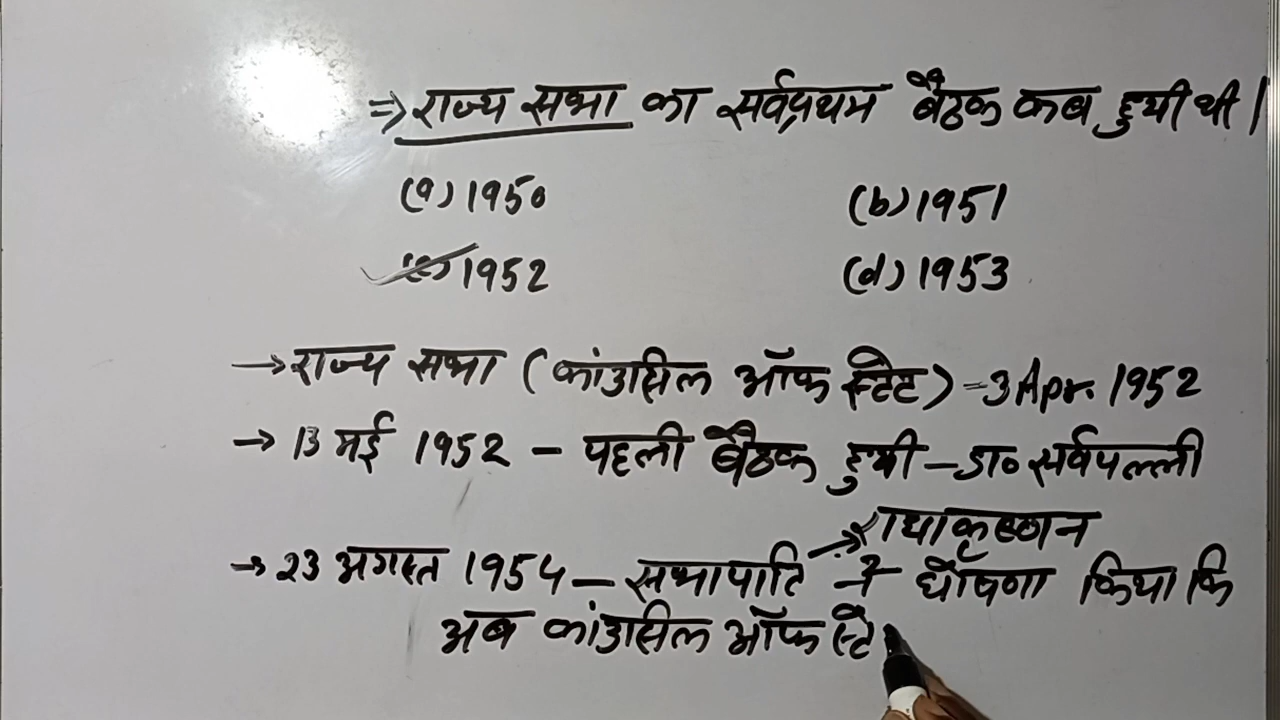 ⇒ राज्य सभा का सर्वप्रथम बैठक कब हुयी थी |
(a) 1950 (b) 1951
(c) 1952 (d) 1953
→ राज्य सभा (कांउसिल ऑफ स्टेट) - 3 Apr. 1952
→ 13 मई 1952 - पहली बैठक हुयी - डा० सर्वपल्ली
→ राधाकृष्णन
→ 23 अगस्त 1954 - सभापति ने घोषणा किया कि
अब कांउसिल ऑफ स्टे